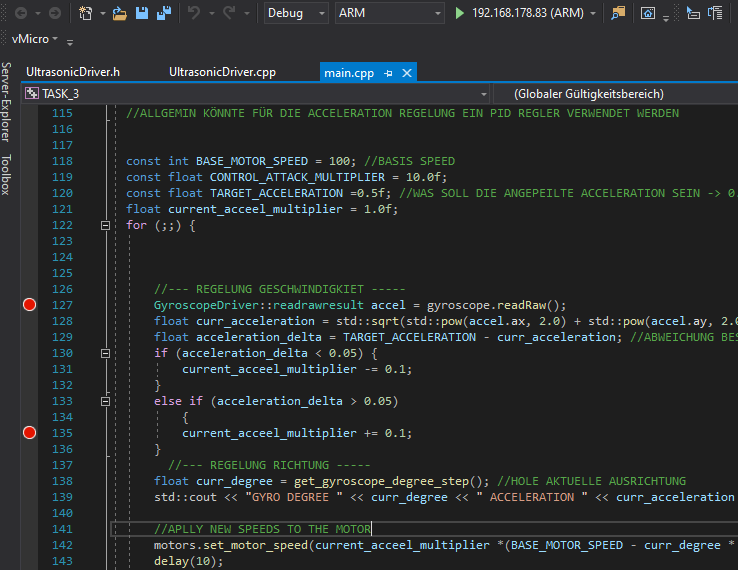 Debug ARM 192.168.178.83 (ARM)
vMicro
Server-Explorer
Toolbox
UltrasonicDriver.h UltrasonicDriver.cpp main.cpp
TASK_3 (Globaler Gültigkeitsbereich)
115 //ALLGEMIN KÖNNTE FÜR DIE ACCELERATION REGELUNG EIN PID REGLER VERWENDET WERDEN
116
117
118 const int BASE_MOTOR_SPEED = 100; //BASIS SPEED
119 const float CONTROL_ATTACK_MULTIPLIER = 10.0f;
120 const float TARGET_ACCELERATION =0.5f; //WAS SOLL DIE ANGEPEILTE ACCELERATION SEIN -> 0.
121 float current_acceel_multiplier = 1.0f;
122 for (;;) {
123
124
125
126 //--- REGELUNG GESCHWINDIGKIET -----
127 GyroscopeDriver::readrawresult accel = gyroscope.readRaw();
128 float curr_acceleration = std::sqrt(std::pow(accel.ax, 2.0) + std::pow(accel.ay, 2.0
129 float acceleration_delta = TARGET_ACCELERATION - curr_acceleration; //ABWEICHUNG BES
130 if (acceleration_delta < 0.05) {
131 current_acceel_multiplier -= 0.1;
132 }
133 else if (acceleration_delta > 0.05)
134 {
135 current_acceel_multiplier += 0.1;
136 }
137 //--- REGELUNG RICHTUNG -----
138 float curr_degree = get_gyroscope_degree_step(); //HOLE AKTUELLE AUSRICHTUNG
139 std::cout << "GYRO DEGREE " << curr_degree << " ACCELERATION " << curr_acceleration
140
141 //APLLY NEW SPEEDS TO THE MOTOR
142 motors.set_motor_speed(current_acceel_multiplier *(BASE_MOTOR_SPEED - curr_degree *
143 delay(10);